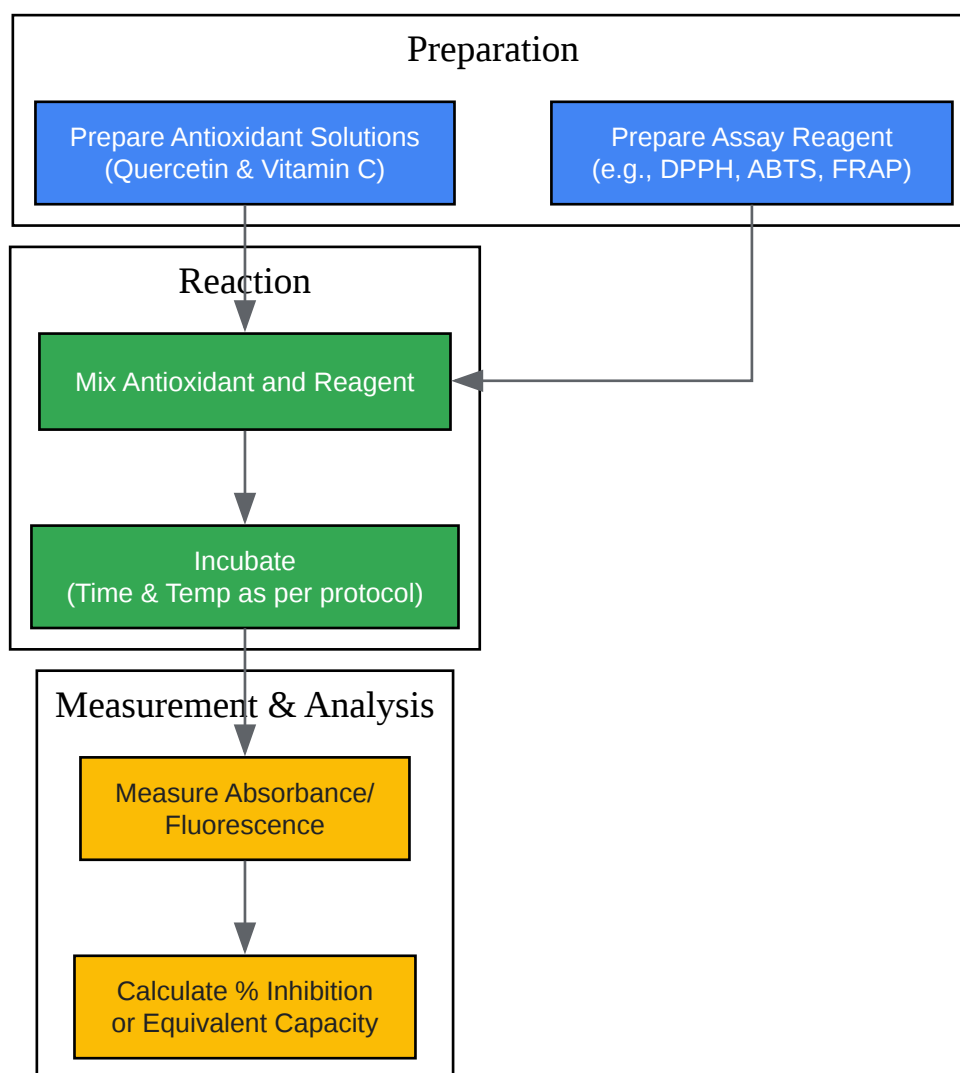 Preparation
Prepare Antioxidant Solutions
(Quercetin & Vitamin C)
Prepare Assay Reagent
(e.g., DPPH, ABTS, FRAP)
Reaction
Mix Antioxidant and Reagent
Incubate
(Time & Temp as per protocol)
Measurement & Analysis
Measure Absorbance/
Fluorescence
Calculate % Inhibition
or Equivalent Capacity